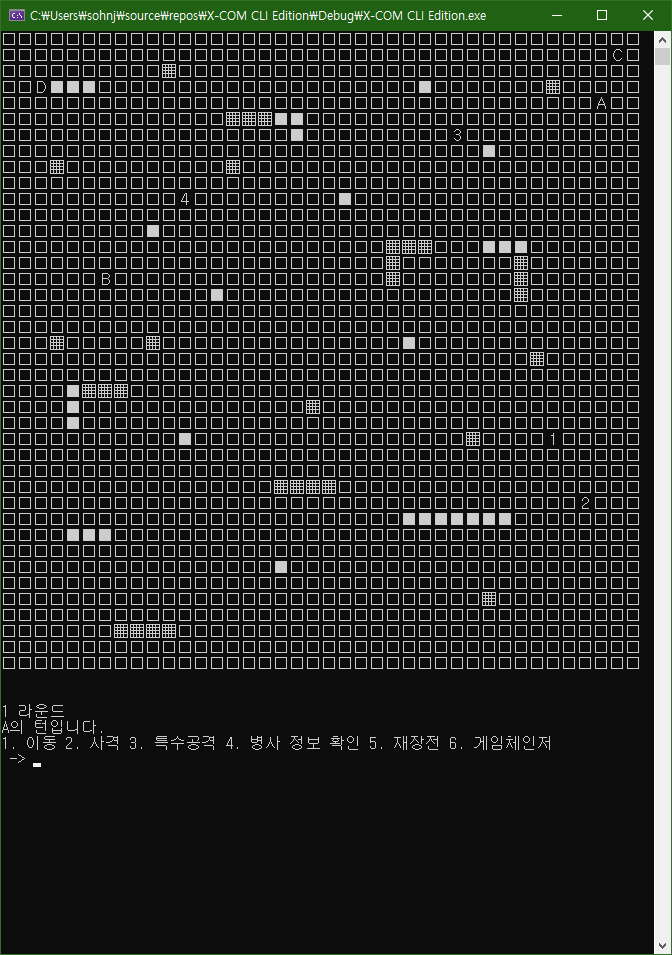 C:₩Users₩sohnj₩source₩repos₩X-COM CLI Edition₩Debug₩X-COM CLI Edition.exe
C
D
A
3
4
B
1
2
1 라운드
A의 턴입니다.
1. 이동 2. 사격 3. 특수공격 4. 병사 정보 확인 5. 재장전 6. 게임체인저
-> _